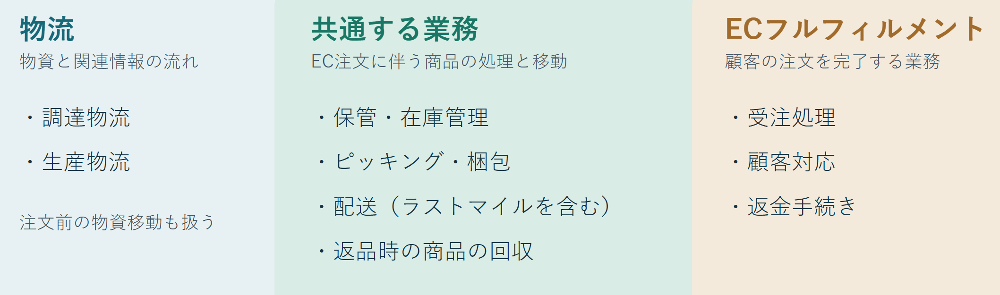 物流
物資と関連情報の流れ
・調達物流
・生産物流
注文前の物資移動も扱う
共通する業務
EC注文に伴う商品の処理と移動
・保管・在庫管理
・ピッキング・梱包
・配送（ラストマイルを含む）
・返品時の商品の回収
ECフルフィルメント
顧客の注文を完了する業務
・受注処理
・顧客対応
・返金手続き